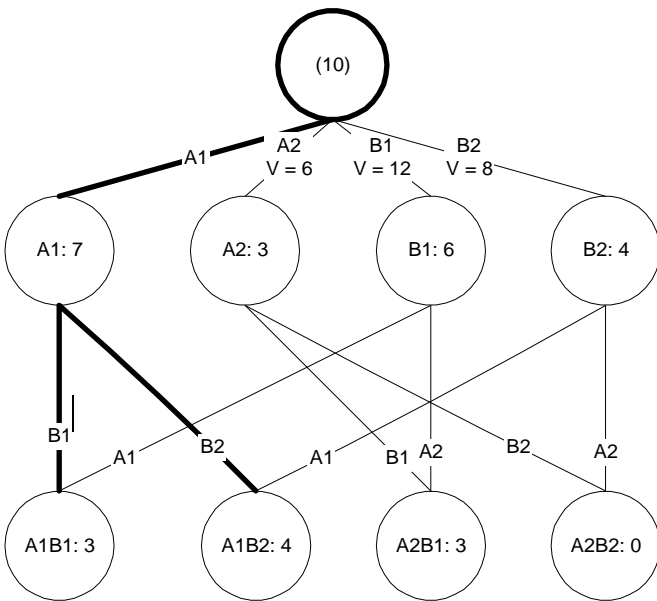 (10)
A1
A2
V = 6
B1
V = 12
B2
V = 8
A1: 7
A2: 3
B1: 6
B2: 4
B1
A1
B2
A1
B1
A2
B2
A2
A1B1: 3
A1B2: 4
A2B1: 3
A2B2: 0